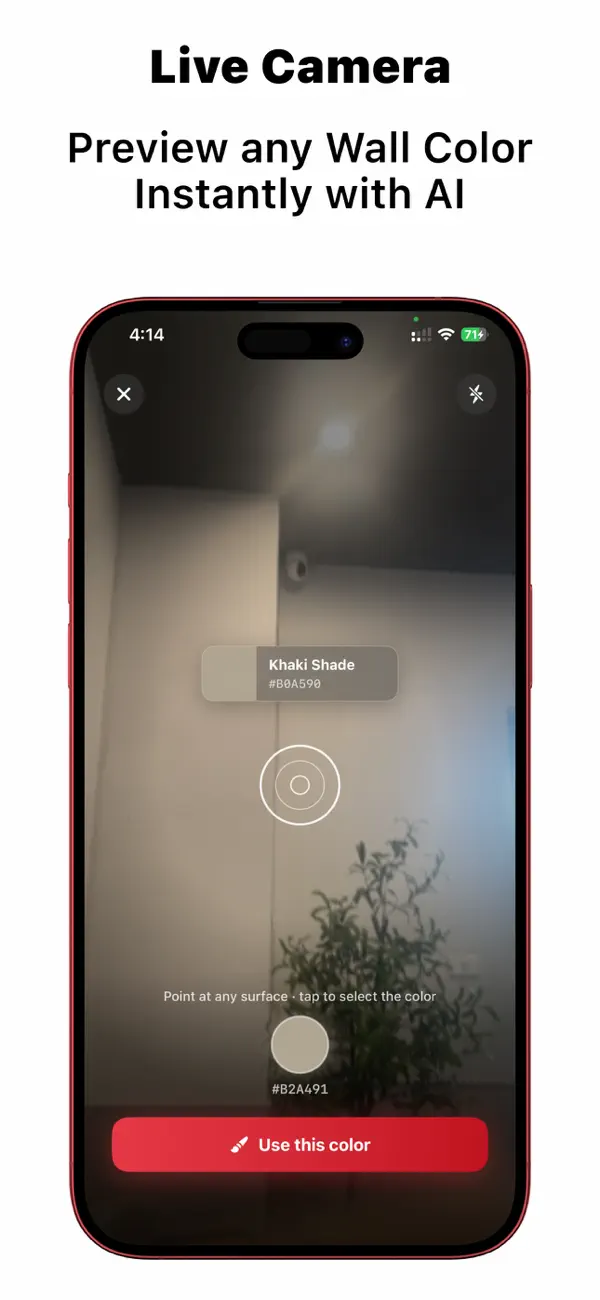 Live Camera
Preview any Wall Color
Instantly with AI
4:14
71
Khaki Shade
#B0A590
Point at any surface · tap to select the color
#B2A491
Use this color